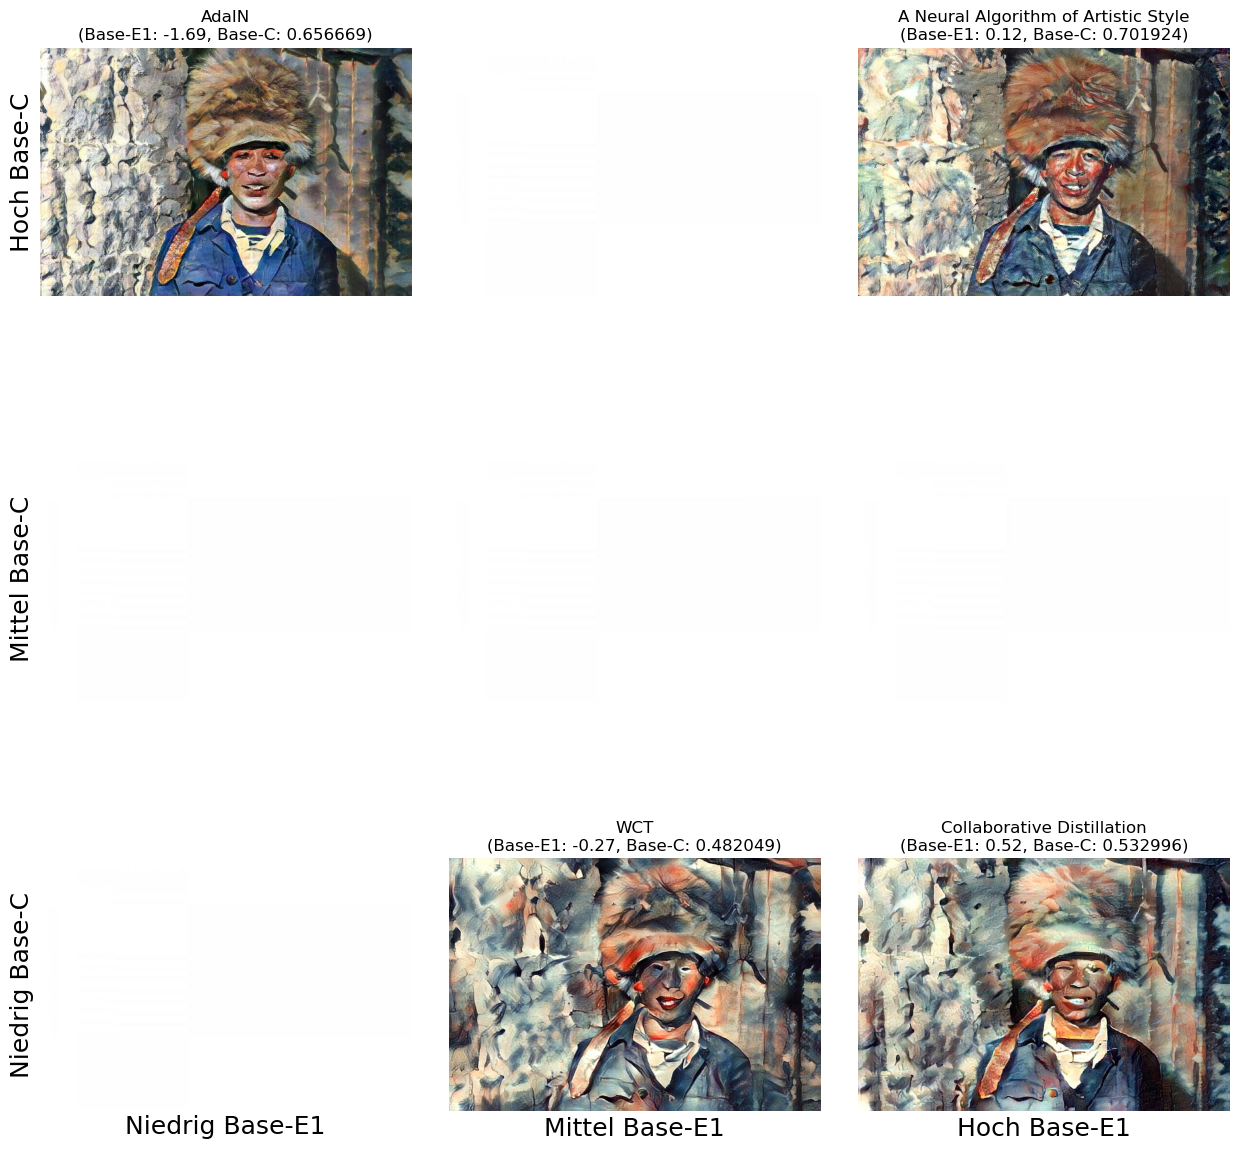 AdaIN
(Base-E1: -1.69, Base-C: 0.656669)
A Neural Algorithm of Artistic Style
(Base-E1: 0.12, Base-C: 0.701924)
Hoch Base-C
Mittel Base-C
WCT
(Base-E1: -0.27, Base-C: 0.482049)
Collaborative Distillation
(Base-E1: 0.52, Base-C: 0.532996)
Niedrig Base-C
Niedrig Base-E1
Mittel Base-E1
Hoch Base-E1